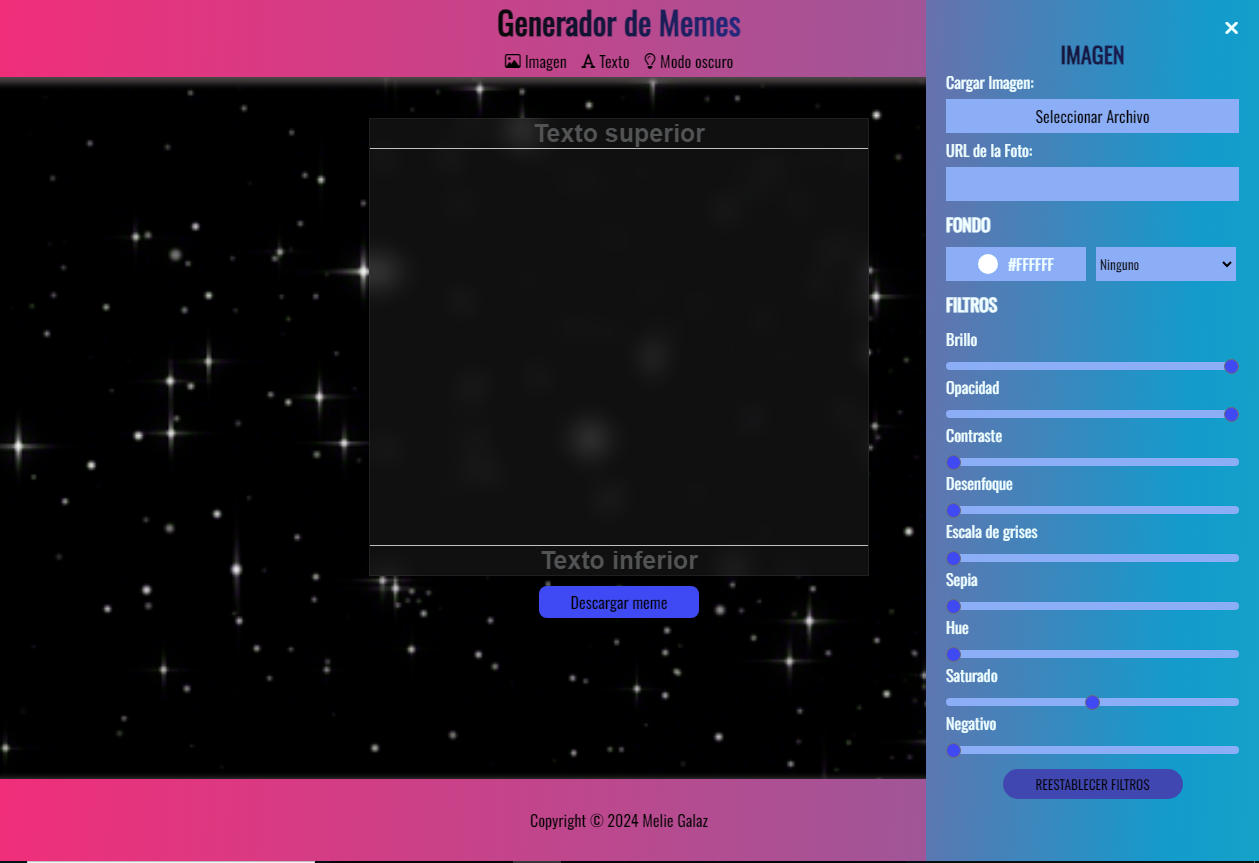 Generador de Memes
Imagen Texto Modo oscuro
Texto superior
Texto inferior
Descargar meme
Copyright © 2024 Melie Galaz
IMAGEN
Cargar Imagen:
Seleccionar Archivo
URL de la Foto:
FONDO
#FFFFFF Ninguno
FILTROS
Brillo
Opacidad
Contraste
Desenfoque
Escala de grises
Sepia
Hue
Saturado
Negativo
REESTABLECER FILTROS